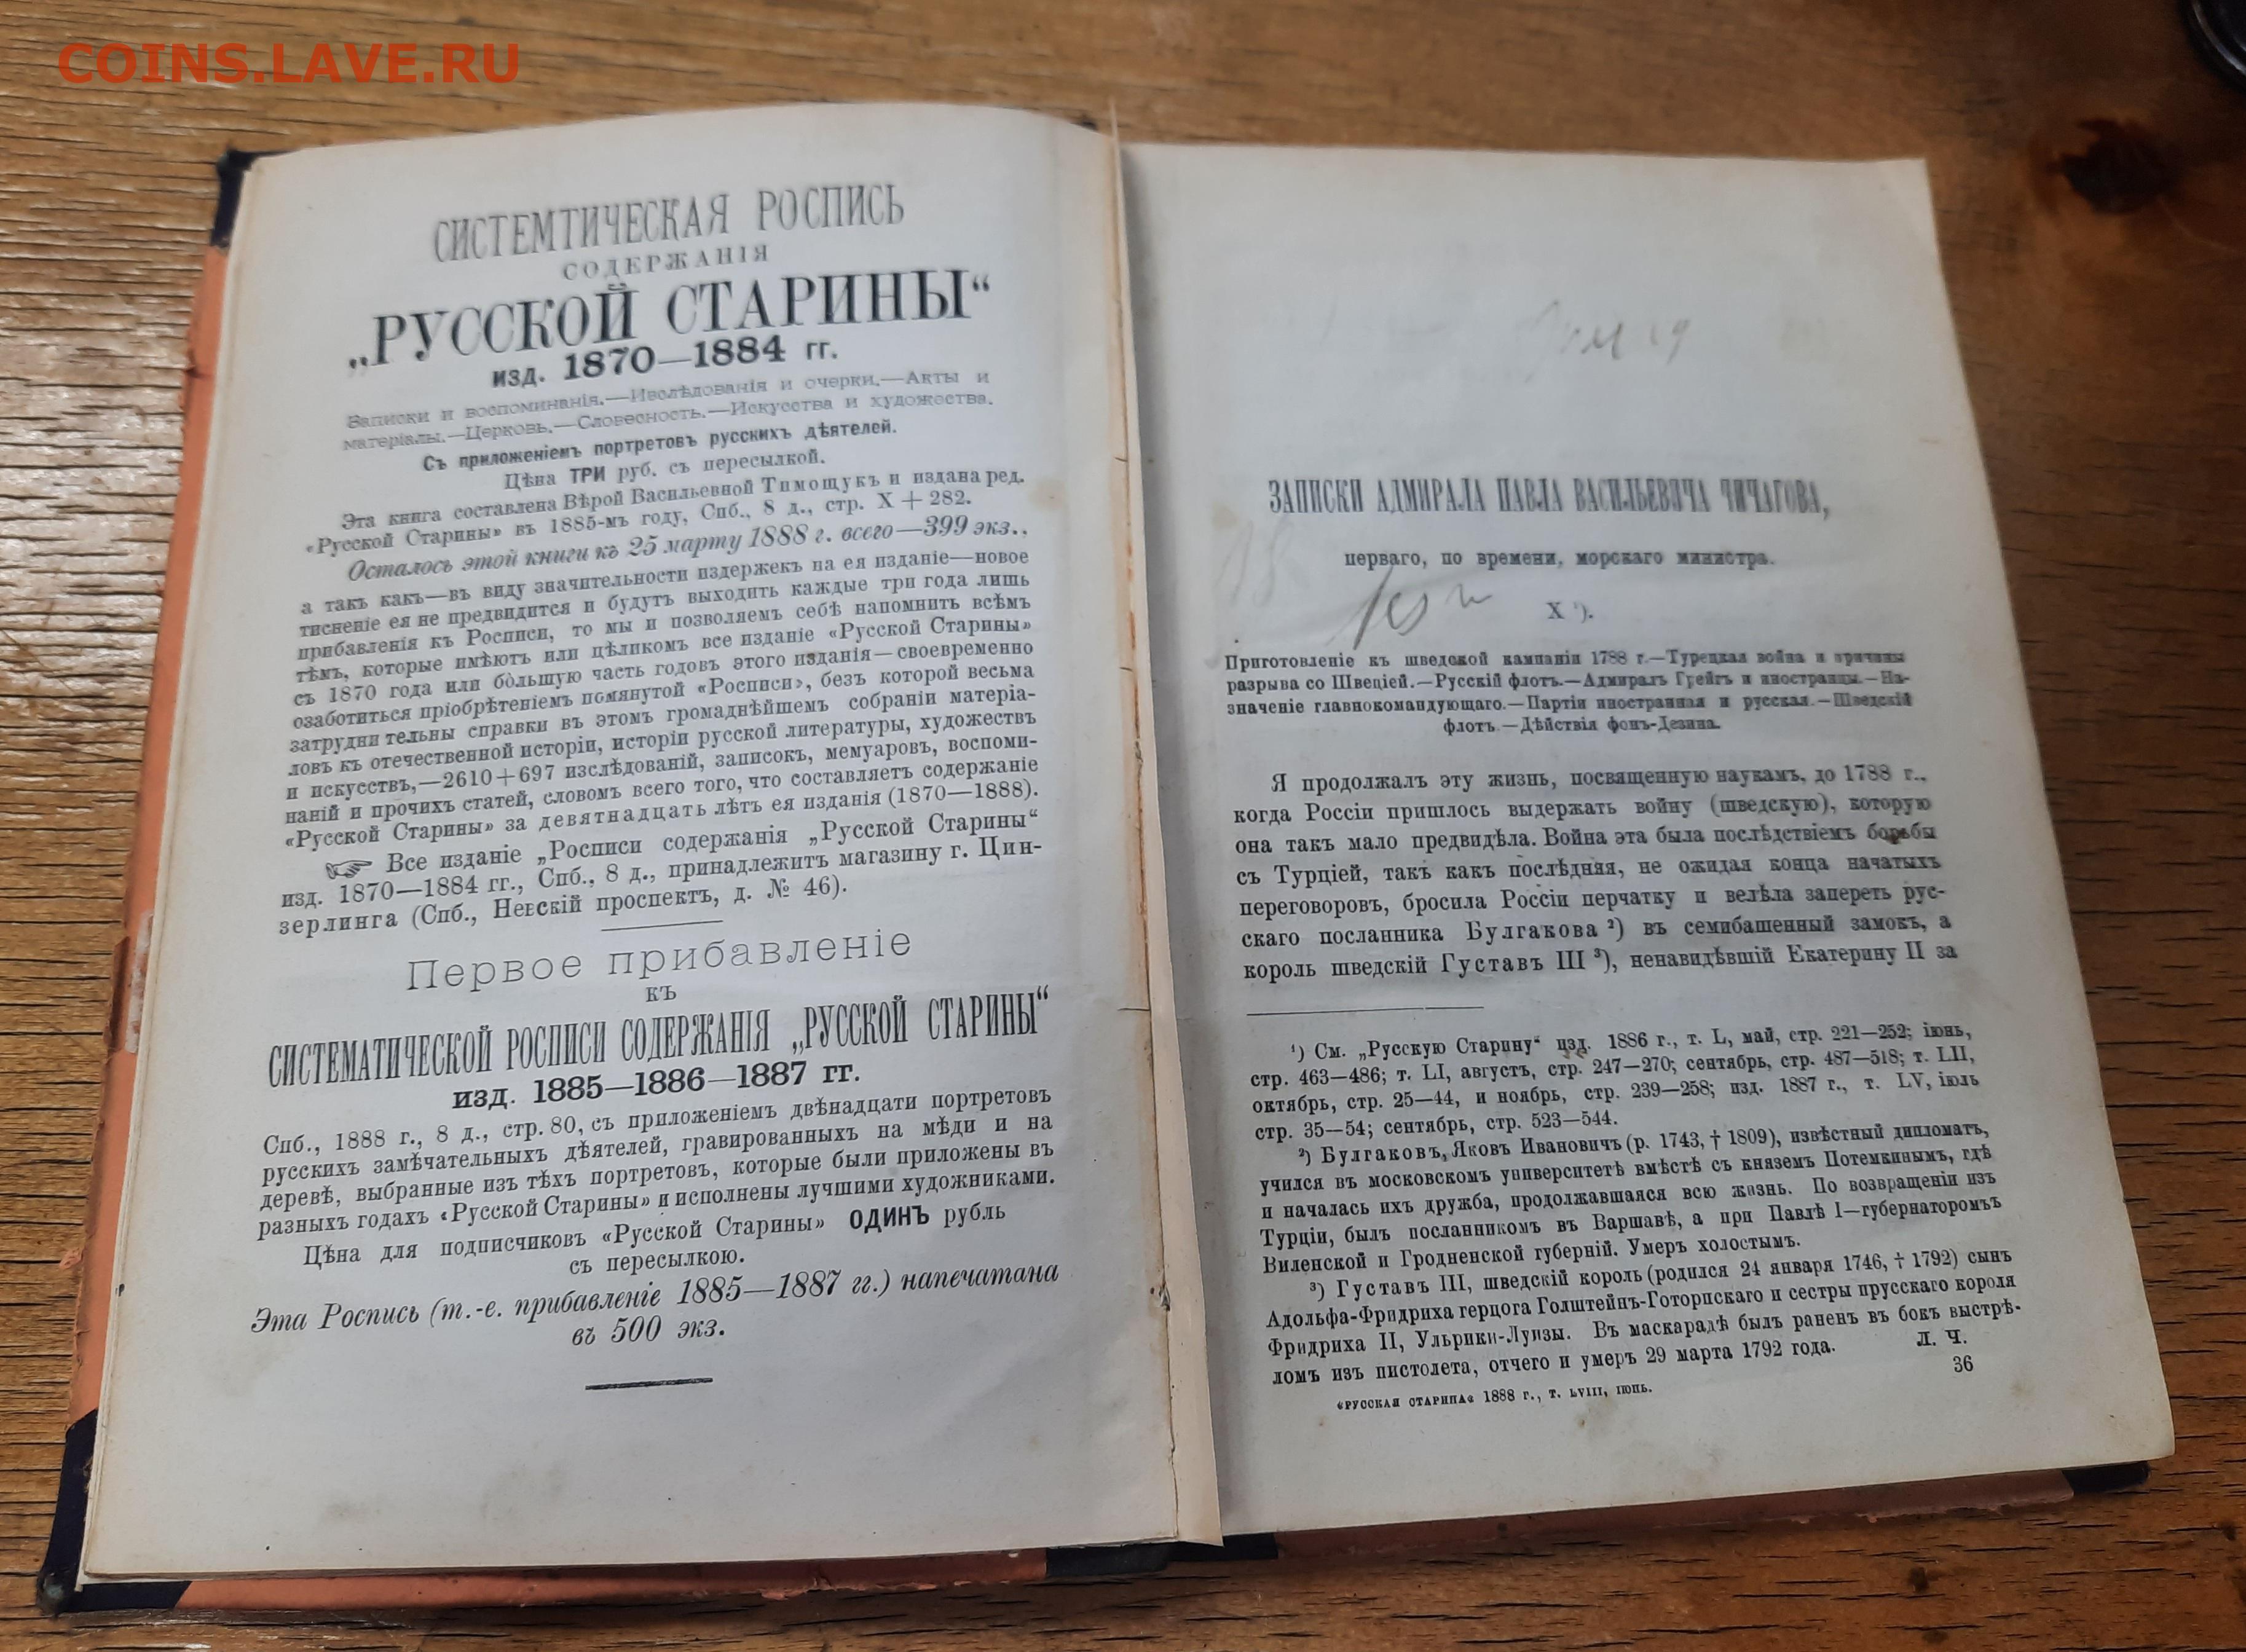 COINS.LAVE.RU
СИСТЕМТИЧЕСКАЯ РОСПИСЬ
СОДЕРЖАНІЯ
„РУССКОЙ СТАРИНЫ“
изд. 1870—1884 гг.
Записки и воспоминанія.—Изслѣдованія и очерки.—Акты и
матеріалы.—Церковь.—Словесность.—Искусства и художества.
Съ приложеніемъ портретовъ русскихъ дѣятелей.
Цѣна ТРИ руб. съ пересылкой.
Эта книга составлена Вѣрой Васильевной Тимощукъ и издана ред.
«Русской Старины» въ 1885-мъ году, Спб., 8 д., стр. X + 282.
Осталось этой книги къ 25 марту 1888 г. всего—399 экз.,
а такъ какъ—въ виду значительности издержекъ на ея изданіе—новое
тисненіе ея не предвидится и будутъ выходить каждые три года лишь
прибавленія къ Росписи, то мы и позволяемъ себѣ напомнить всѣмъ
тѣмъ, которые имѣютъ или цѣликомъ все изданіе «Русской Старины»
съ 1870 года или бо̀льшую часть годовъ этого изданія—своевременно
озаботиться пріобрѣтеніемъ помянутой «Росписи», безъ которой весьма
затруднительны справки въ этомъ громаднѣйшемъ собраніи матеріа-
ловъ къ отечественной исторіи, исторіи русской литературы, художествъ
и искусствъ,—2610+697 изслѣдованій, записокъ, мемуаровъ, воспоми-
наній и прочихъ статей, словомъ всего того, что составляетъ содержаніе
«Русской Старины» за девятнадцать лѣтъ ея изданія (1870—1888).
☞ Все изданіе „Росписи содержанія „Русской Старины“
изд. 1870—1884 гг., Спб., 8 д., принадлежитъ магазину г. Цин-
зерлинга (Спб., Невскій проспектъ, д. № 46).
Первое прибавленіе
къ
СИСТЕМАТИЧЕСКОЙ РОСПИСИ СОДЕРЖАНІЯ „РУССКОЙ СТАРИНЫ“
изд. 1885—1886—1887 гг.
Спб., 1888 г., 8 д., стр. 80, съ приложеніемъ двѣнадцати портретовъ
русскихъ замѣчательныхъ дѣятелей, гравированныхъ на мѣди и на
деревѣ, выбранные изъ тѣхъ портретовъ, которые были приложены въ
разныхъ годахъ «Русской Старины» и исполнены лучшими художниками.
Цѣна для подписчиковъ «Русской Старины» ОДИНЪ рубль
съ пересылкою.
Эта Роспись (т.-е. прибавленіе 1885—1887 гг.) напечатана
въ 500 экз.
ЗАПИСКИ АДМИРАЛА ПАВЛА ВАСИЛЬЕВИЧА ЧИЧАГОВА,
перваго, по времени, морскаго министра.
X ¹).
Приготовленіе къ шведской кампаніи 1788 г.—Турецкая война и причины
разрыва со Швеціей.—Русскій флотъ.—Адмиралъ Грейгъ и иностранцы.—На-
значеніе главнокомандующаго.—Партіи иностранная и русская.—Шведскій
флотъ.—Дѣйствія фонъ-Дезина.
Я продолжалъ эту жизнь, посвященную наукамъ, до 1788 г.,
когда Россіи пришлось выдержать войну (шведскую), которую
она такъ мало предвидѣла. Война эта была послѣдствіемъ борьбы
съ Турціей, такъ какъ послѣдняя, не ожидая конца начатыхъ
переговоровъ, бросила Россіи перчатку и велѣла запереть рус-
скаго посланника Булгакова ²) въ семибашенный замокъ, а
король шведскій Густавъ III ³), ненавидѣвшій Екатерину II за
¹) См. „Русскую Старину“ изд. 1886 г., т. L, май, стр. 221—252; іюнь,
стр. 463—486; т. LI, августъ, стр. 247—270; сентябрь, стр. 487—518; т. LII,
октябрь, стр. 25—44, и ноябрь, стр. 239—258; изд. 1887 г., т. LV, іюль
стр. 35—54; сентябрь, стр. 523—544.
²) Булгаковъ, Яковъ Ивановичъ (р. 1743, † 1809), извѣстный дипломатъ,
учился въ московскомъ университетѣ вмѣстѣ съ княземъ Потемкинымъ, гдѣ
и началась ихъ дружба, продолжавшаяся всю жизнь. По возвращеніи изъ
Турціи, былъ посланникомъ въ Варшавѣ, а при Павлѣ I—губернаторомъ
Виленской и Гродненской губерній. Умеръ холостымъ.
³) Густавъ III, шведскій король (родился 24 января 1746, † 1792) сынъ
Адольфа-Фридриха герцога Голштейнъ-Готорпскаго и сестры прусскаго короля
Фридриха II, Ульрики-Луизы. Въ маскарадѣ былъ раненъ въ бокъ выстрѣ-
ломъ изъ пистолета, отчего и умеръ 29 марта 1792 года. Л. Ч.
«РУССКАЯ СТАРИНА« 1888 г., т. LVIII, ІЮНЬ. 36